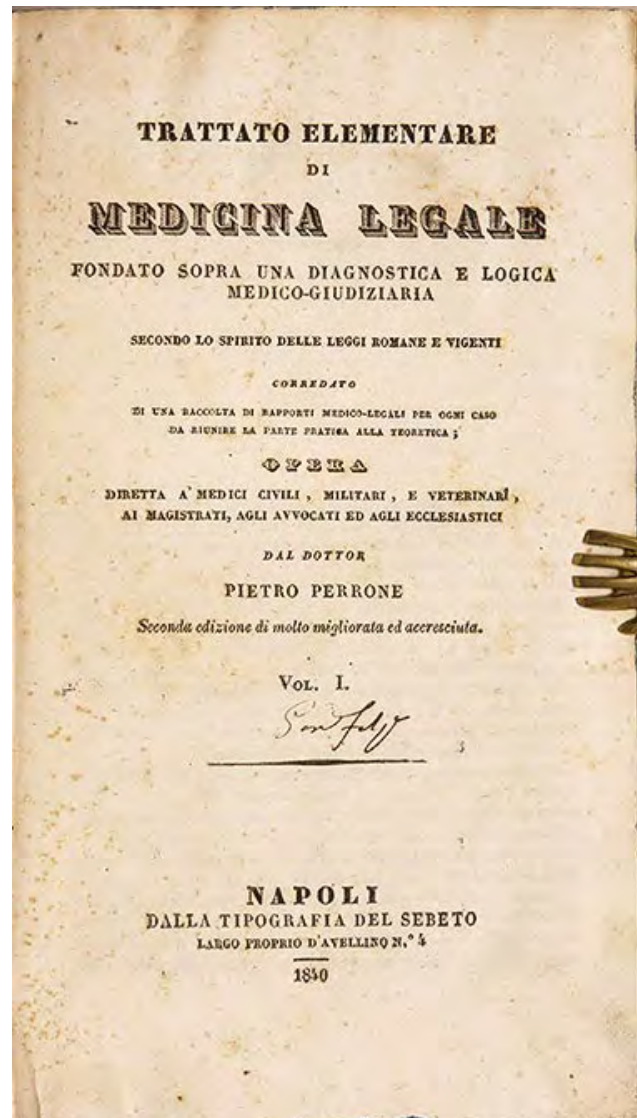 TRATTATO ELEMENTARE
DI
MEDICINA LEGALE
FONDATO SOPRA UNA DIAGNOSTICA E LOGICA
MEDICO-GIUDIZIARIA
SECONDO LO SPIRITO DELLE LEGGI ROMANE E VIGENTI
CORREDATO
DI UNA RACCOLTA DI RAPPORTI MEDICO-LEGALI PER OGNI CASO
DA RIUNIRE LA PARTE PRATICA ALLA TEORETICA;
OPERA
DIRETTA A' MEDICI CIVILI, MILITARI, E VETERINARÎ,
AI MAGISTRATI, AGLI AVVOCATI ED AGLI ECCLESIASTICI
DAL DOTTOR
PIETRO PERRONE
Seconda edizione di molto migliorata ed accresciuta.
VOL. I.
NAPOLI
DALLA TIPOGRAFIA DEL SEBETO
LARGO PROPRIO D'AVELLINO N.° 4
1840